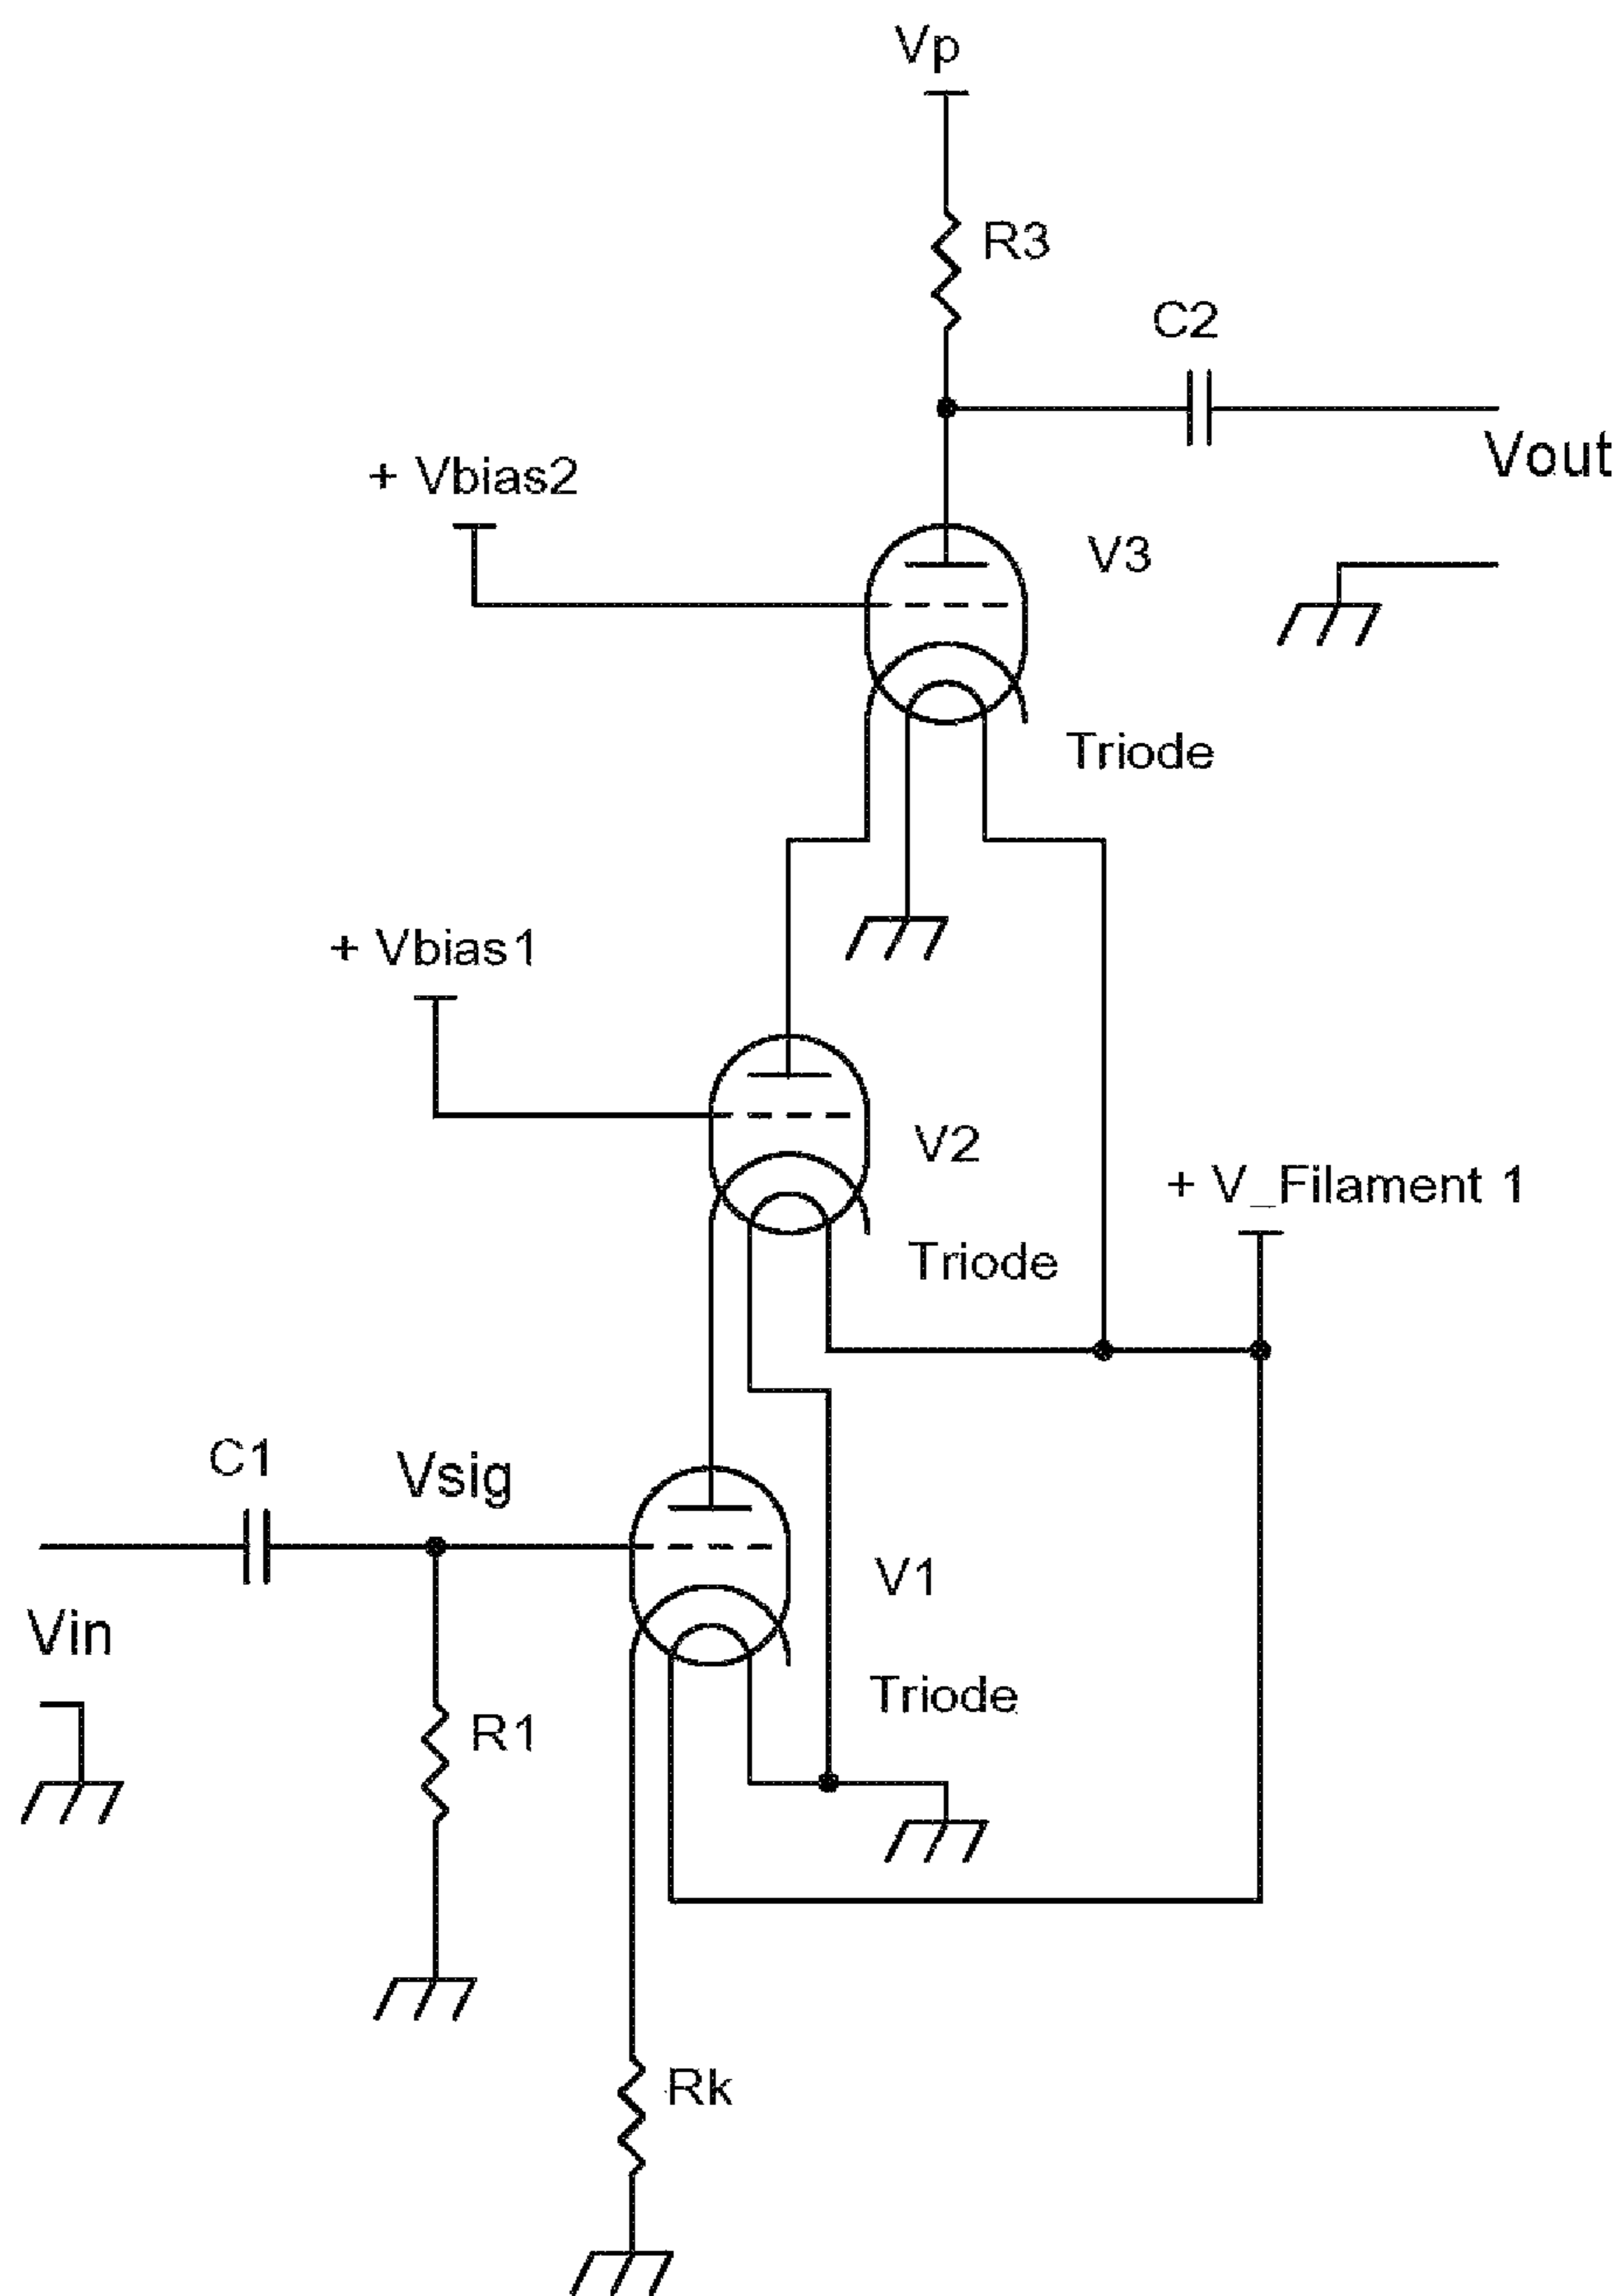 Vp
R3
C2
Vout
+ Vbias2
V3
Triode
+ Vbias1
V2
+ V_Filament 1
Triode
C1
Vsig
V1
Vin
Triode
R1
Rk